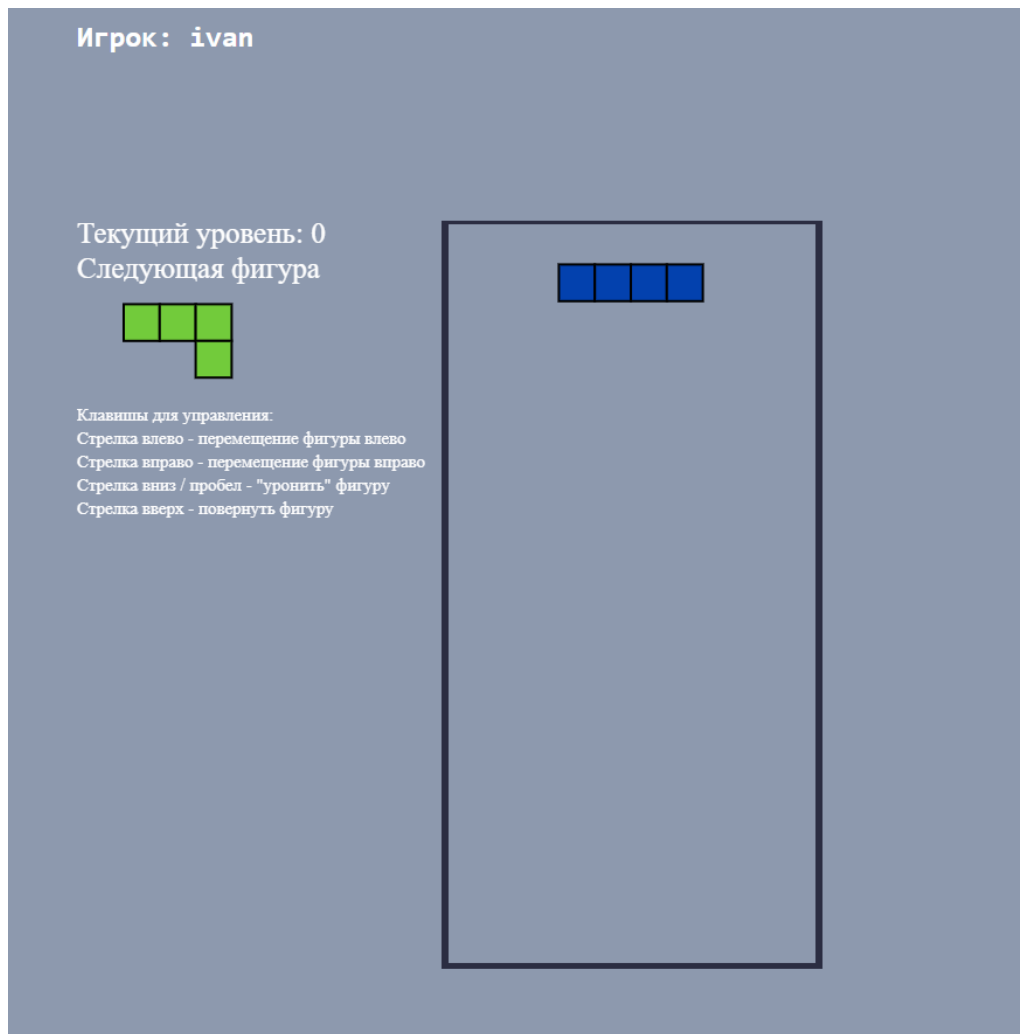 Игрок: ivan
Текущий уровень: 0
Следующая фигура
Клавишы для управления:
Стрелка влево - перемещение фигуры влево
Стрелка вправо - перемещение фигуры вправо
Стрелка вниз / пробел - "уронить" фигуру
Стрелка вверх - повернуть фигуру